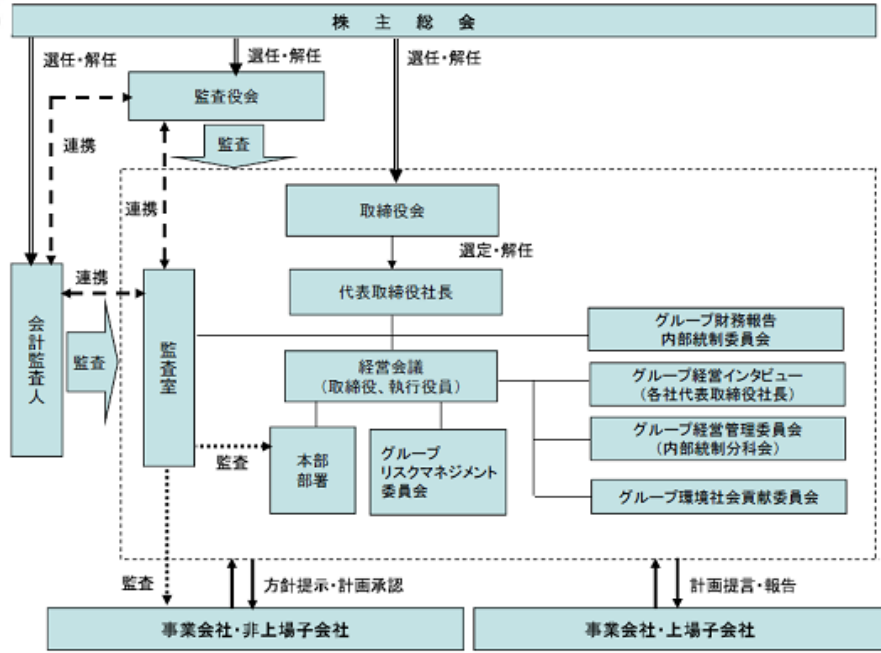 株主総会
選任・解任
選任・解任
選任・解任
監査役会
連携
監査
連携
取締役会
選定・解任
連携
代表取締役社長
会計監査人
監査
監査室
グループ財務報告
内部統制委員会
経営会議
（取締役、執行役員）
グループ経営インタビュー
（各社代表取締役社長）
グループ経営管理委員会
（内部統制分科会）
監査
本部
部署
グループ
リスクマネジメント
委員会
グループ環境社会貢献委員会
監査
方針提示・計画承認
計画提言・報告
事業会社・非上場子会社
事業会社・上場子会社